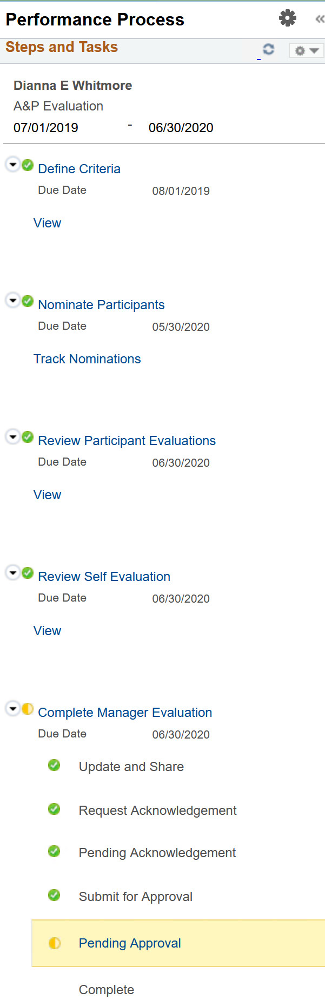 Performance Process
Steps and Tasks
Dianna E Whitmore
A&P Evaluation
07/01/2019 - 06/30/2020
Define Criteria
Due Date 08/01/2019
View
Nominate Participants
Due Date 05/30/2020
Track Nominations
Review Participant Evaluations
Due Date 06/30/2020
View
Review Self Evaluation
Due Date 06/30/2020
View
Complete Manager Evaluation
Due Date 06/30/2020
Update and Share
Request Acknowledgement
Pending Acknowledgement
Submit for Approval
Pending Approval
Complete